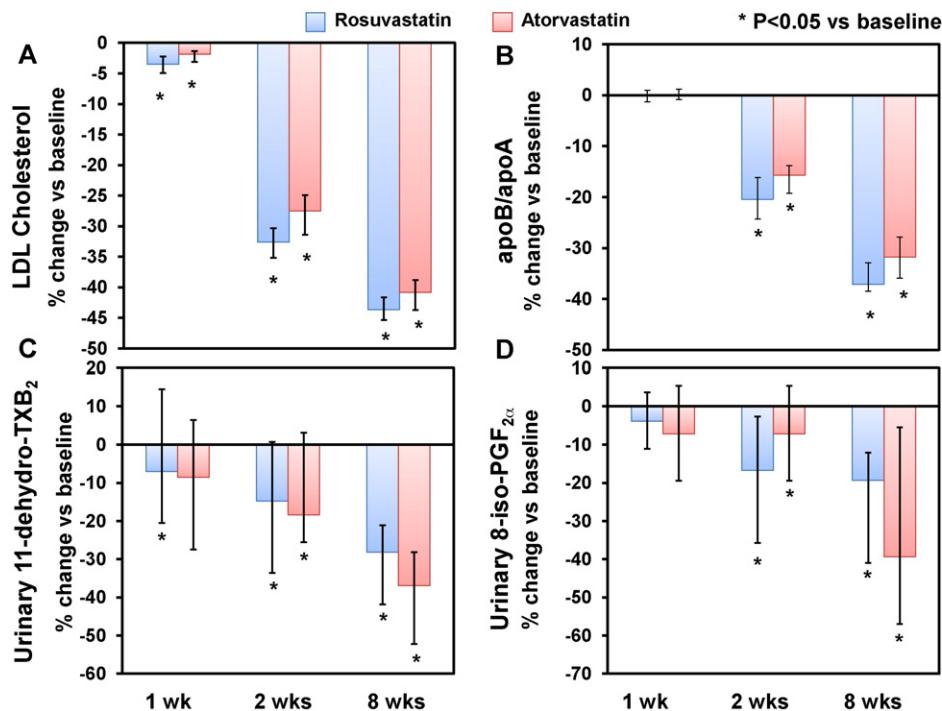 Rosuvastatin Atorvastatin * P<0.05 vs baseline
A
LDL Cholesterol
% change vs baseline
0
-5
-10
-15
-20
-25
-30
-35
-40
-45
-50
* * * * * *
B
apoB/apoA
% change vs baseline
10
0
-10
-20
-30
-40
-50
* * * *
C
Urinary 11-dehydro-TXB2
% change vs baseline
20
10
0
-10
-20
-30
-40
-50
-60
* * * * *
1 wk 2 wks 8 wks
D
Urinary 8-iso-PGF2α
% change vs baseline
10
0
-10
-20
-30
-40
-50
-60
-70
* * * *
1 wk 2 wks 8 wks